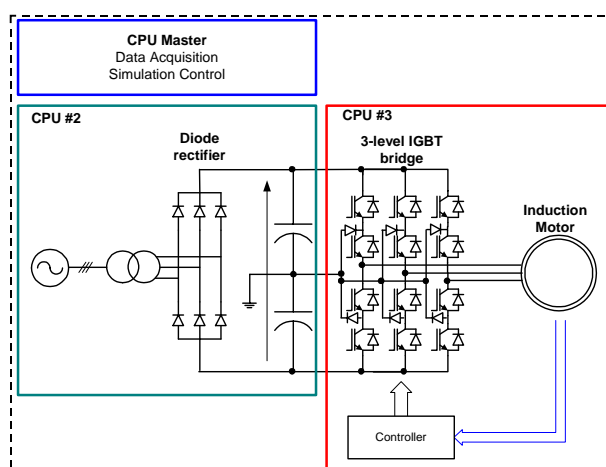 CPU Master
Data Acquisition
Simulation Control
CPU #2
Diode
rectifier
CPU #3
3-level IGBT
bridge
Induction
Motor
Controller